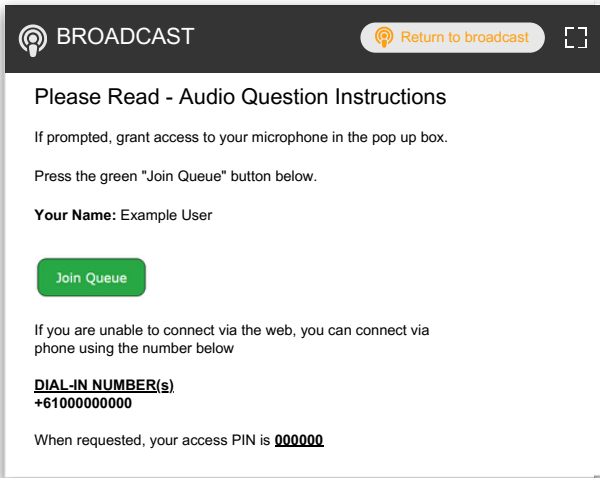 BROADCAST
Return to broadcast
Please Read - Audio Question Instructions
If prompted, grant access to your microphone in the pop up box.
Press the green "Join Queue" button below.
Your Name: Example User
Join Queue
If you are unable to connect via the web, you can connect via
phone using the number below
DIAL-IN NUMBER(s)
+61000000000
When requested, your access PIN is 000000